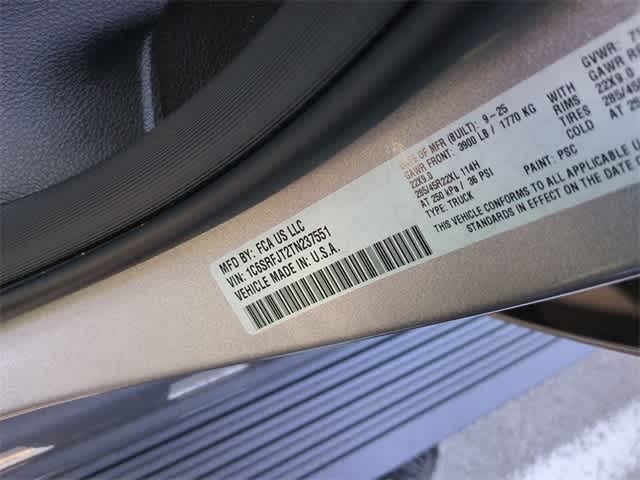 MFD BY: FCA US LLC
VIN: 1C6SRFJT2TN237551
VEHICLE MADE IN: U.S.A.
DATE OF MFR (BUILT): 9-25
GAWR FRONT: 3900 LB / 1770 KG WITH
22X9.0 RIMS
285/45R22XL 114H TIRES
AT 250 kPa / 36 PSI COLD
TYPE: TRUCK PAINT: PSC
THIS VEHICLE CONFORMS TO ALL APPLICABLE
STANDARDS IN EFFECT ON THE DATE
GVWR:
GAWR
22X9.0
285/45
AT